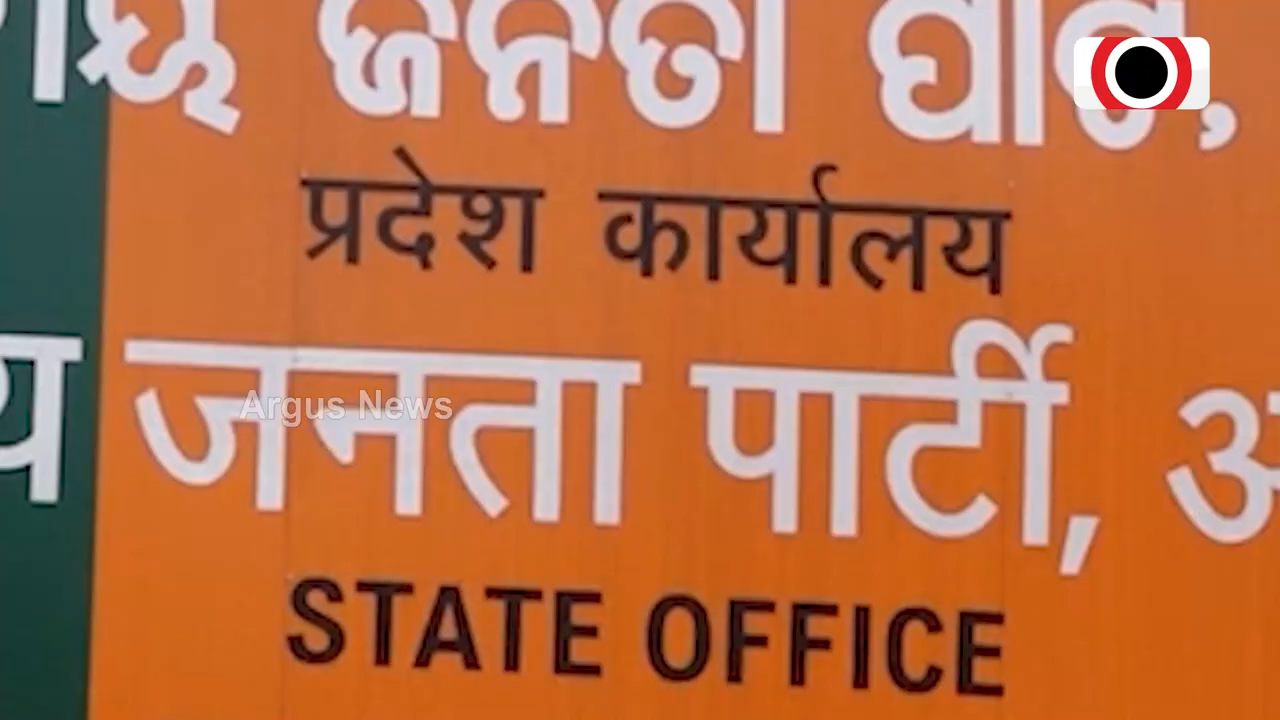 ଜନତା
प्रदेश कार्यालय
जनता पार्टी,
Argus News
STATE OFFICE